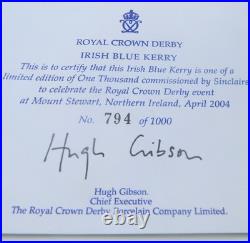 ROYAL CROWN DERBY
IRISH BLUE KERRY
This is to certify that this Irish Blue Kerry is one of a
limited edition of One Thousand commissioned by Sinclaire
to celebrate the Royal Crown Derby event
at Mount Stewart, Northern Ireland, April 2004
No. 794 of 1000
Hugh Gibson
Hugh Gibson.
Chief Executive
The Royal Crown Derby Porcelain Company Limited.